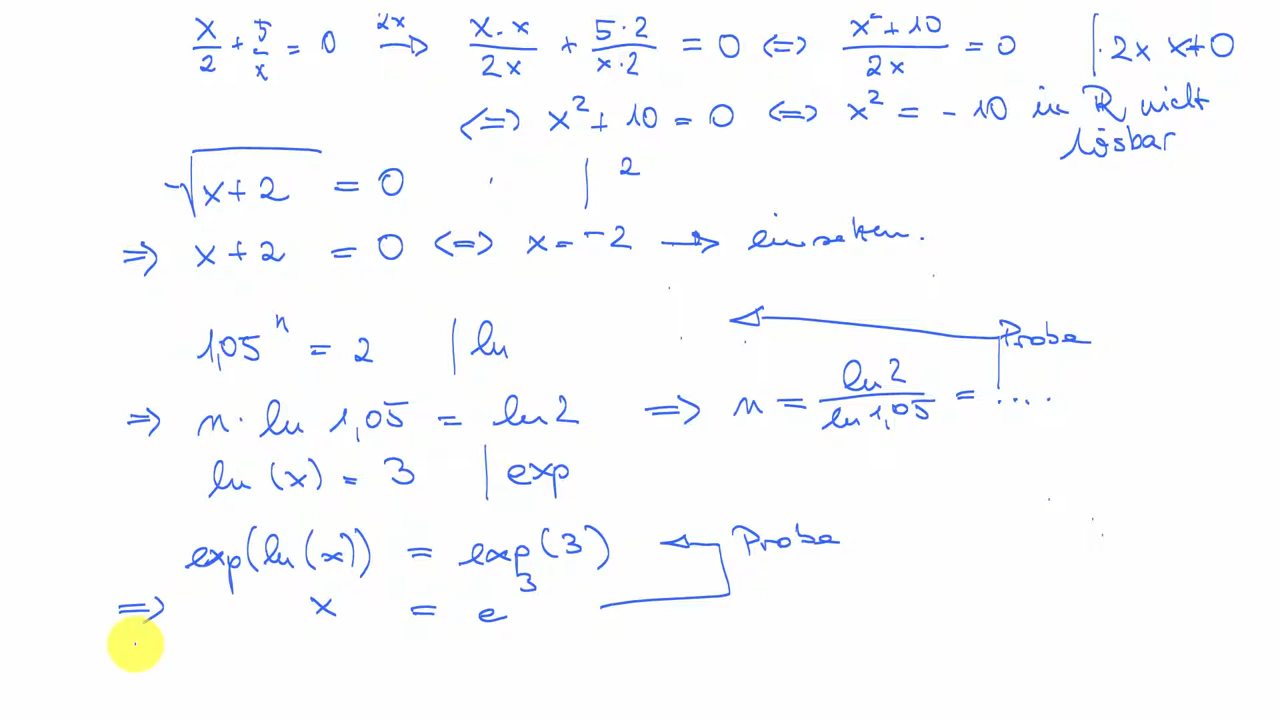 x/2 + 5/x = 0 →(2x) x·x/2x + 5·2/x·2 = 0 ⇔ x²+10/2x = 0 | ·2x x≠0
⇔ x² + 10 = 0 ⇔ x² = -10 in ℝ nicht
lösbar
√(x+2) = 0 | ²
⇒ x+2 = 0 ⇔ x = -2 → einsetzen.
1,05ⁿ = 2 | ln
Probe
⇒ n · ln 1,05 = ln 2 ⇒ n = ln 2/ln 1,05 = ....
ln (x) = 3 | exp
exp(ln(x)) = exp(3) Probe
⇒ x = e³